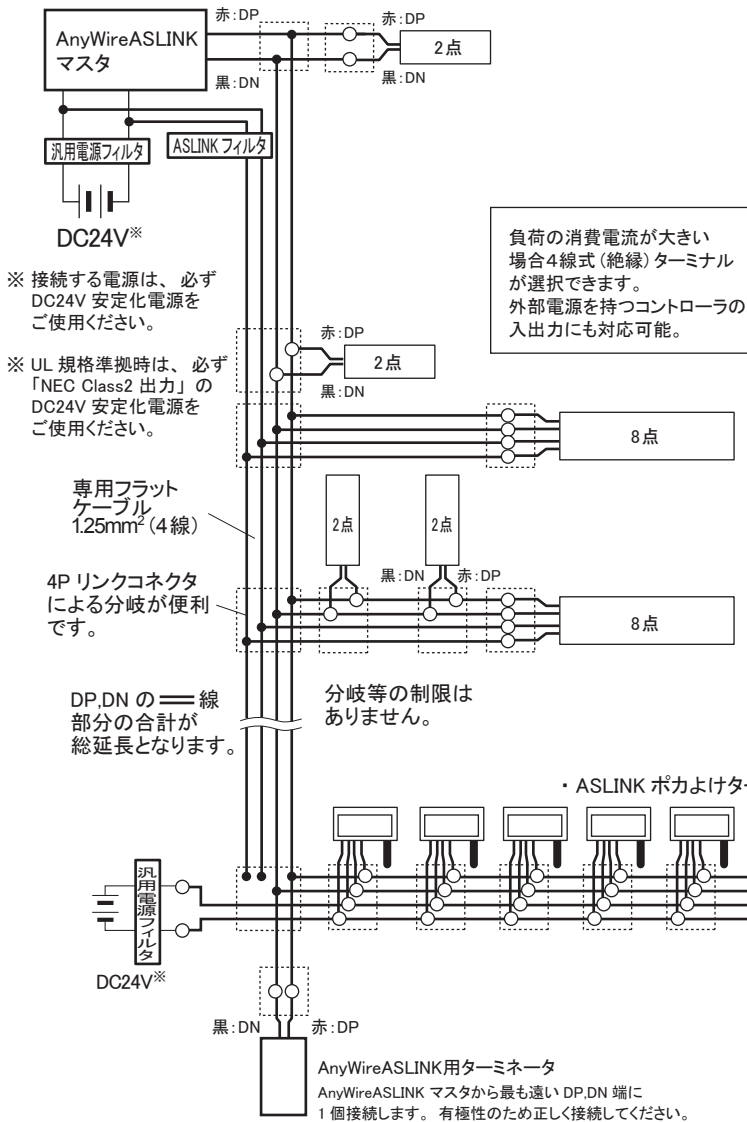 赤:DP
赤:DP
AnyWireASLINK
マスタ
2点
黒:DN
黒:DN
汎用電源フィルタ
ASLINK フィルタ
DC24V※
負荷の消費電流が大きい
場合4線式(絶縁)ターミナル
が選択できます。
外部電源を持つコントローラの
入出力にも対応可能。
※ 接続する電源は、必ず
DC24V 安定化電源を
ご使用ください。
※ UL 規格準拠時は、必ず
「NEC Class2 出力」の
DC24V 安定化電源を
ご使用ください。
赤:DP
2点
黒:DN
8点
専用フラット
ケーブル
1.25mm²(4線)
2点
2点
黒:DN
赤:DP
4P リンクコネクタ
による分岐が便利
です。
8点
DP,DN の 線
部分の合計が
総延長となります。
分岐等の制限は
ありません。
・ASLINK ポカよけター
汎用電源フィルタ
DC24V※
黒:DN
赤:DP
AnyWireASLINK用ターミネータ
AnyWireASLINK マスタから最も遠い DP,DN 端に
1 個接続します。有極性のため正しく接続してください。